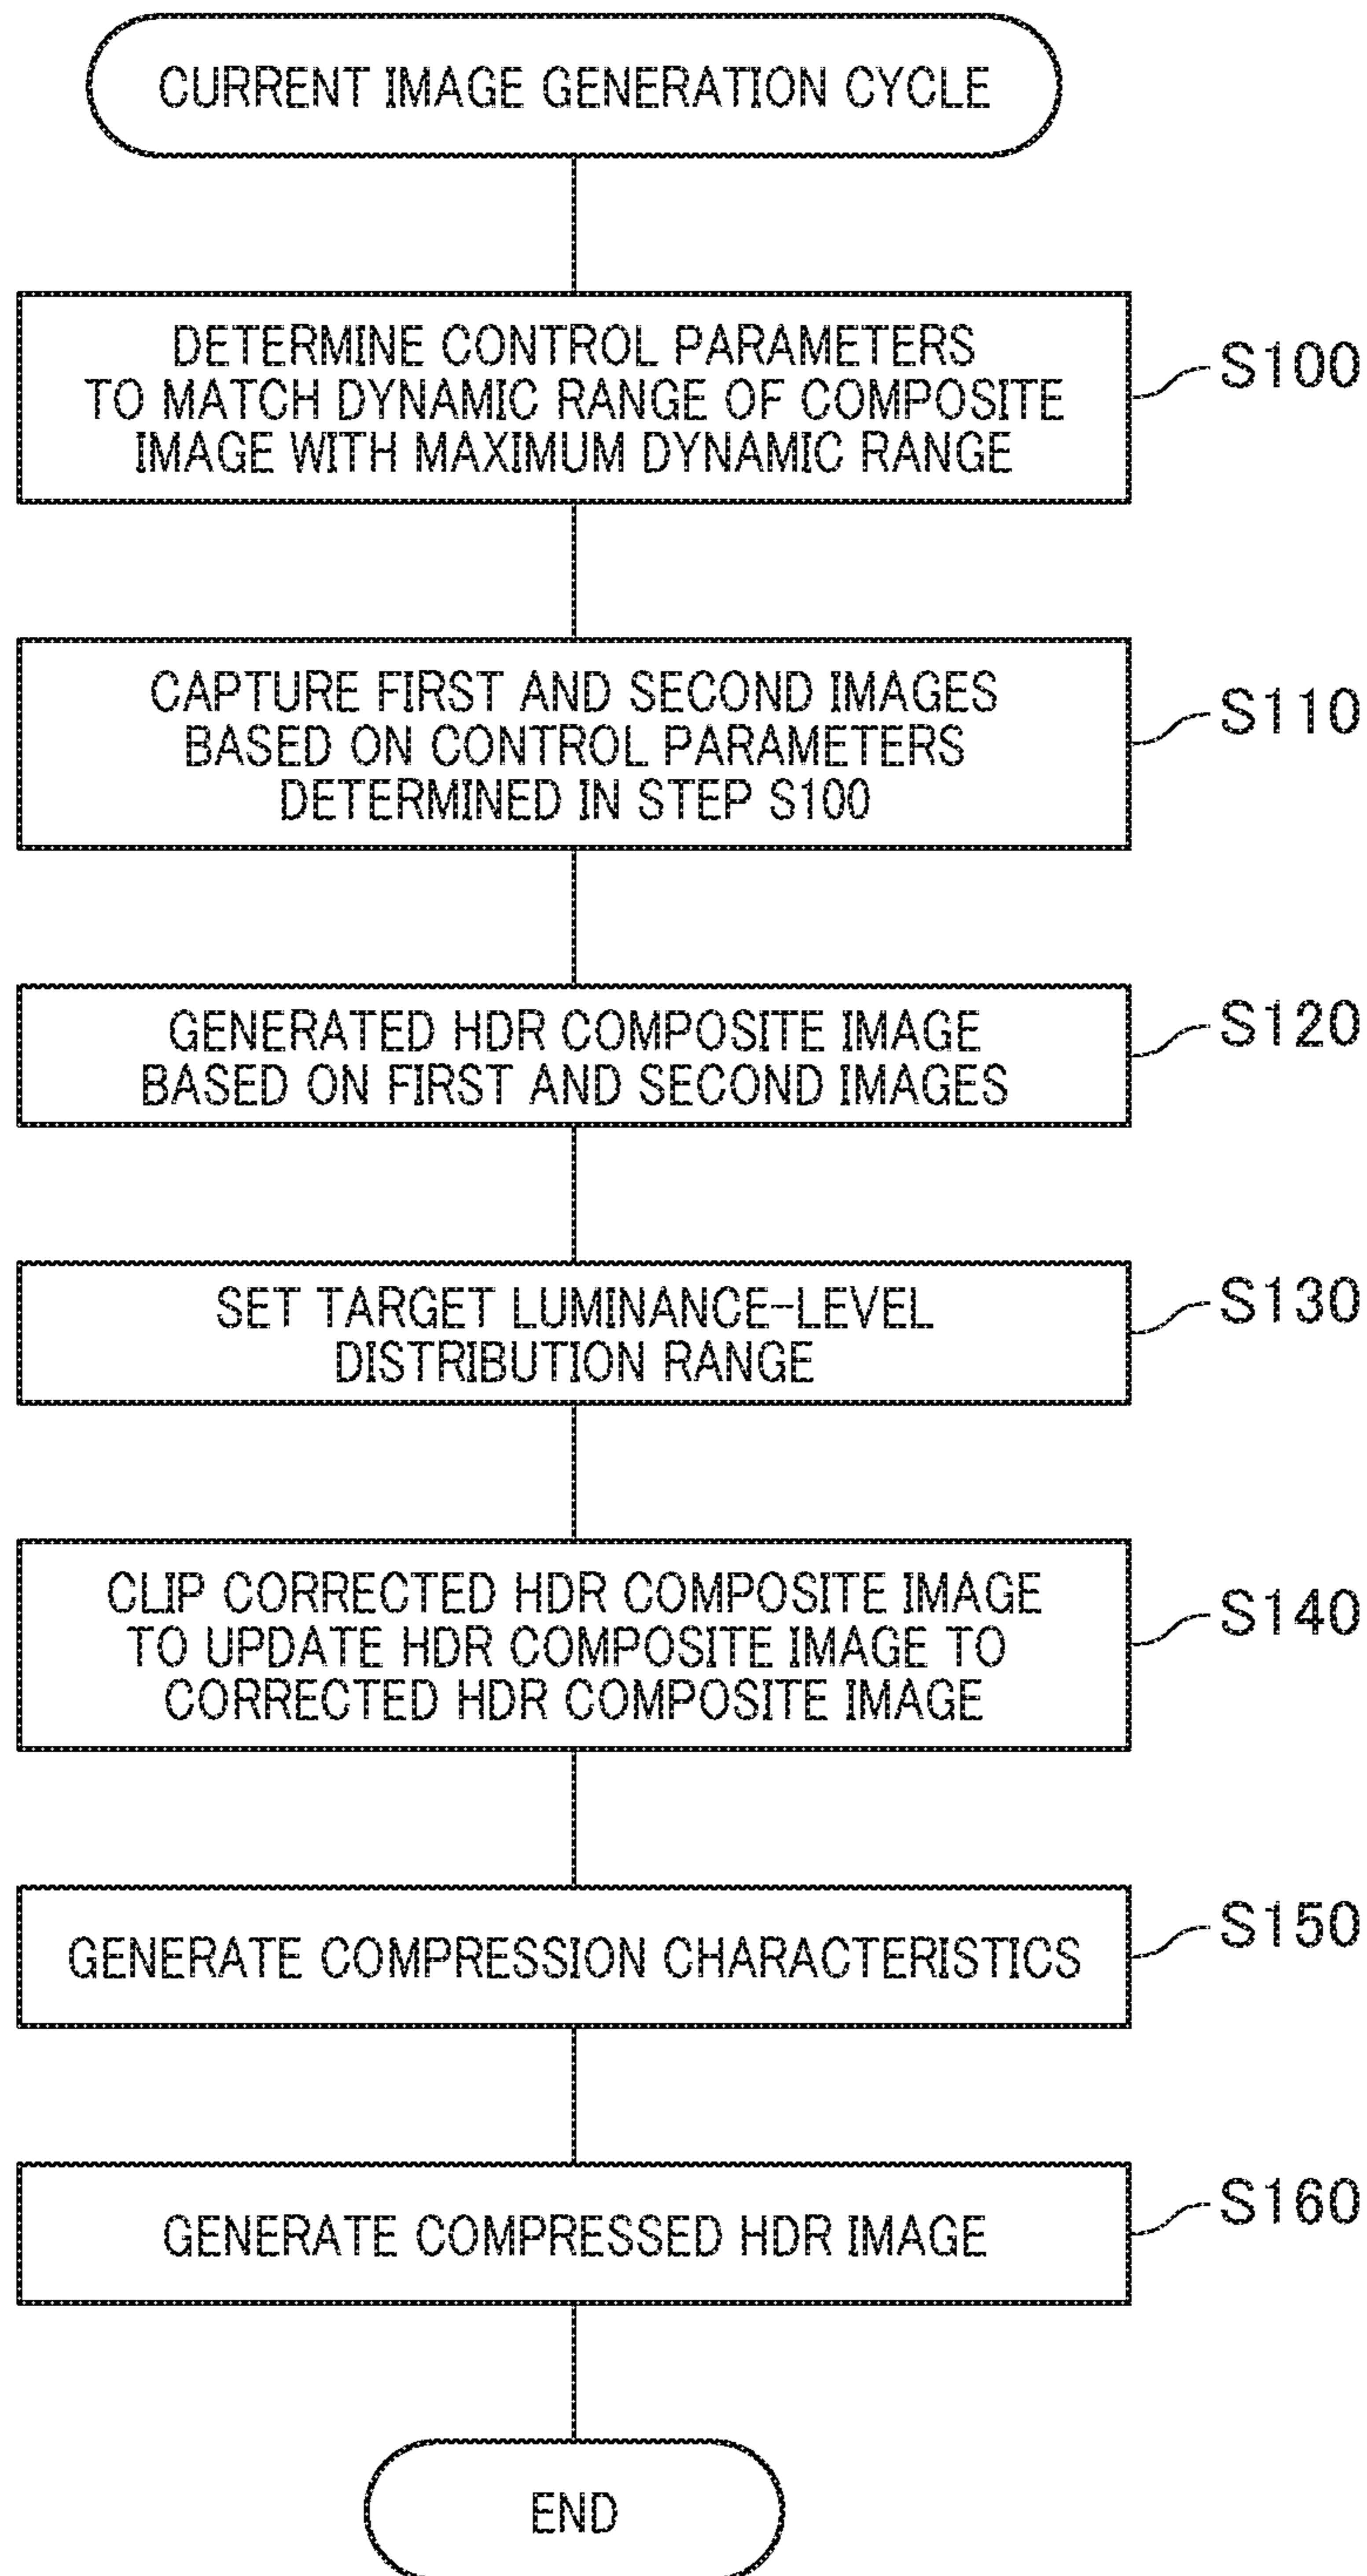 CURRENT IMAGE GENERATION CYCLE
DETERMINE CONTROL PARAMETERS
TO MATCH DYNAMIC RANGE OF COMPOSITE
IMAGE WITH MAXIMUM DYNAMIC RANGE
S100
CAPTURE FIRST AND SECOND IMAGES
BASED ON CONTROL PARAMETERS
DETERMINED IN STEP S100
S110
GENERATED HDR COMPOSITE IMAGE
BASED ON FIRST AND SECOND IMAGES
S120
SET TARGET LUMINANCE-LEVEL
DISTRIBUTION RANGE
S130
CLIP CORRECTED HDR COMPOSITE IMAGE
TO UPDATE HDR COMPOSITE IMAGE TO
CORRECTED HDR COMPOSITE IMAGE
S140
GENERATE COMPRESSION CHARACTERISTICS
S150
GENERATE COMPRESSED HDR IMAGE
S160
END